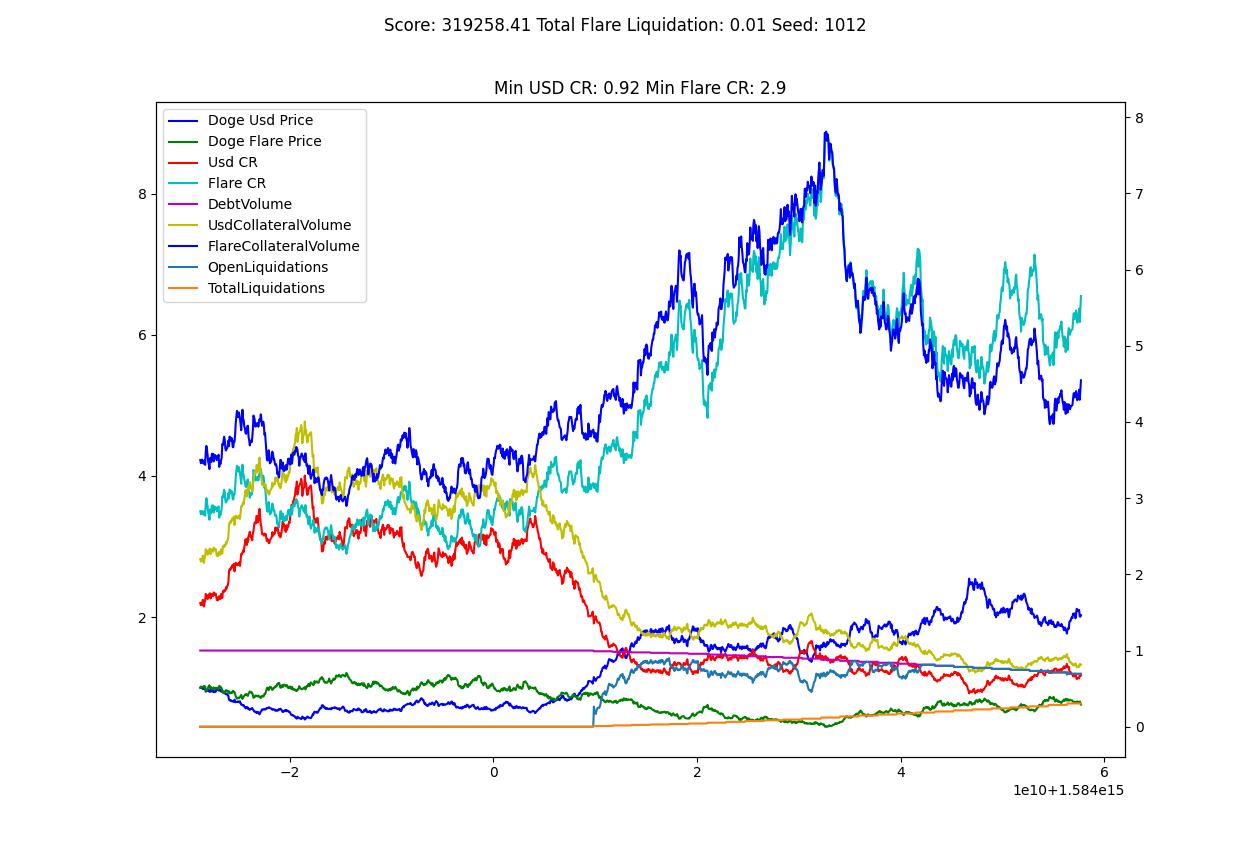 Score: 319258.41 Total Flare Liquidation: 0.01 Seed: 1012
Min USD CR: 0.92 Min Flare CR: 2.9
Doge Usd Price
Doge Flare Price
Usd CR
Flare CR
DebtVolume
UsdCollateralVolume
FlareCollateralVolume
OpenLiquidations
TotalLiquidations
8
6
4
2
8
7
6
5
4
3
2
1
0
−2 0 2 4 6
1e10+1.584e15